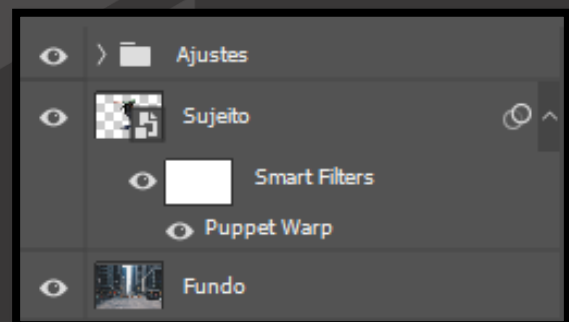 Ajustes
Sujeito
Smart Filters
Puppet Warp
Fundo